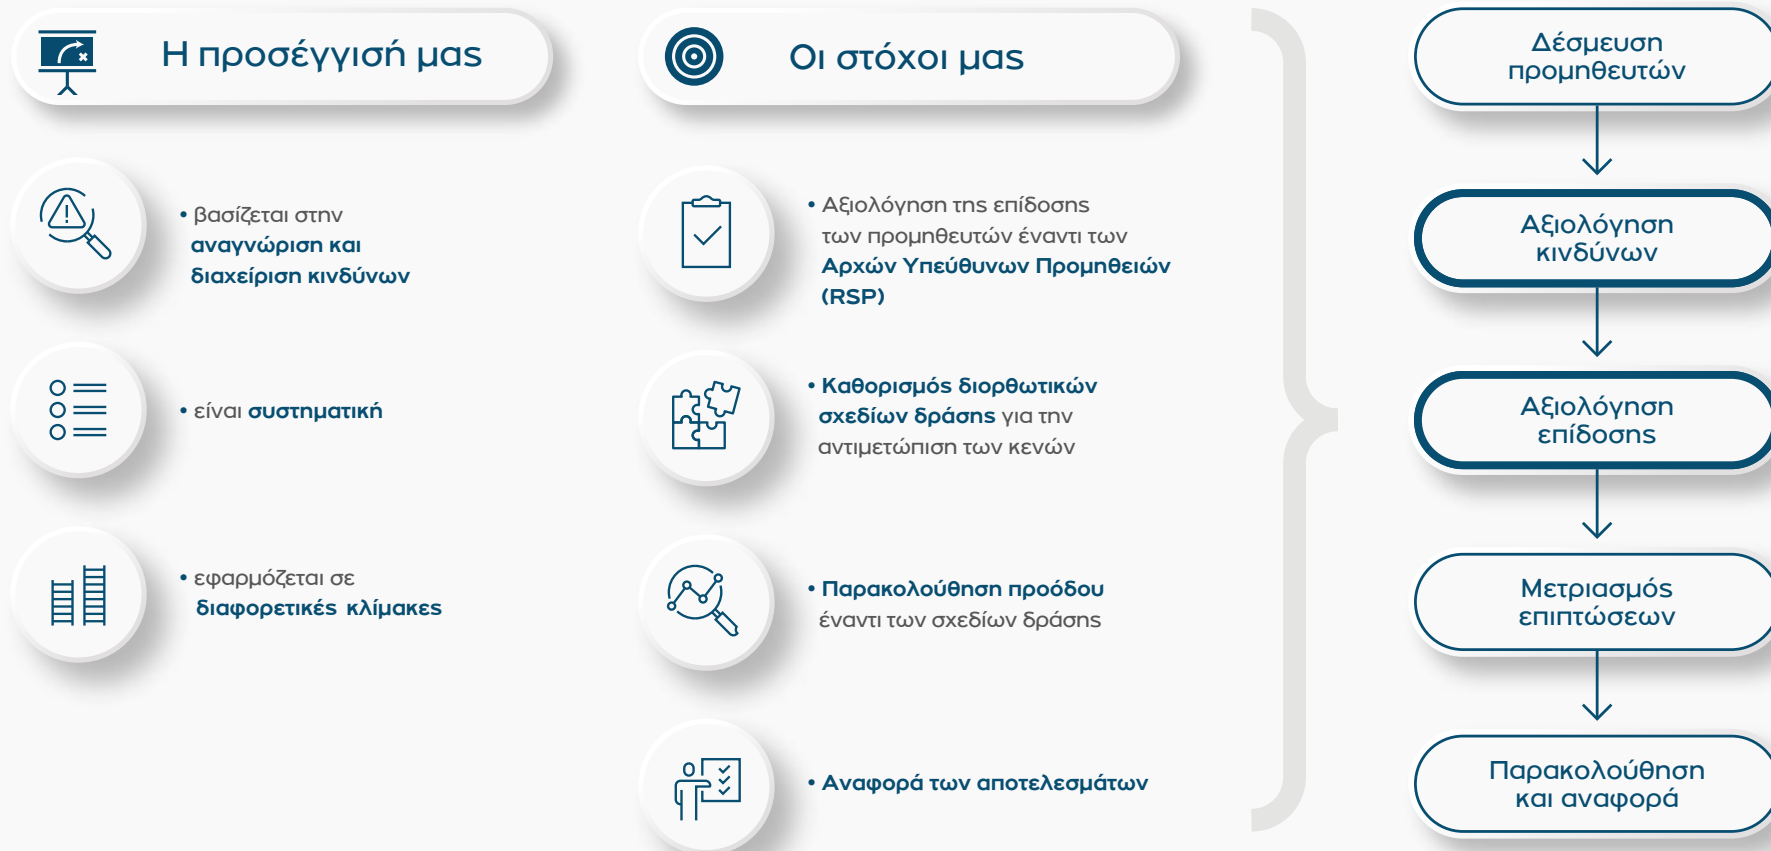 Η προσέγγισή μας
• βασίζεται στην
αναγνώριση και
διαχείριση κινδύνων
• είναι συστηματική
• εφαρμόζεται σε
διαφορετικές κλίμακες
Οι στόχοι μας
• Αξιολόγηση της επίδοσης
των προμηθευτών έναντι των
Αρχών Υπεύθυνων Προμηθειών
(RSP)
• Καθορισμός διορθωτικών
σχεδίων δράσης για την
αντιμετώπιση των κενών
• Παρακολούθηση προόδου
έναντι των σχεδίων δράσης
• Αναφορά των αποτελεσμάτων
Δέσμευση
προμηθευτών
Αξιολόγηση
κινδύνων
Αξιολόγηση
επίδοσης
Μετριασμός
επιπτώσεων
Παρακολούθηση
και αναφορά